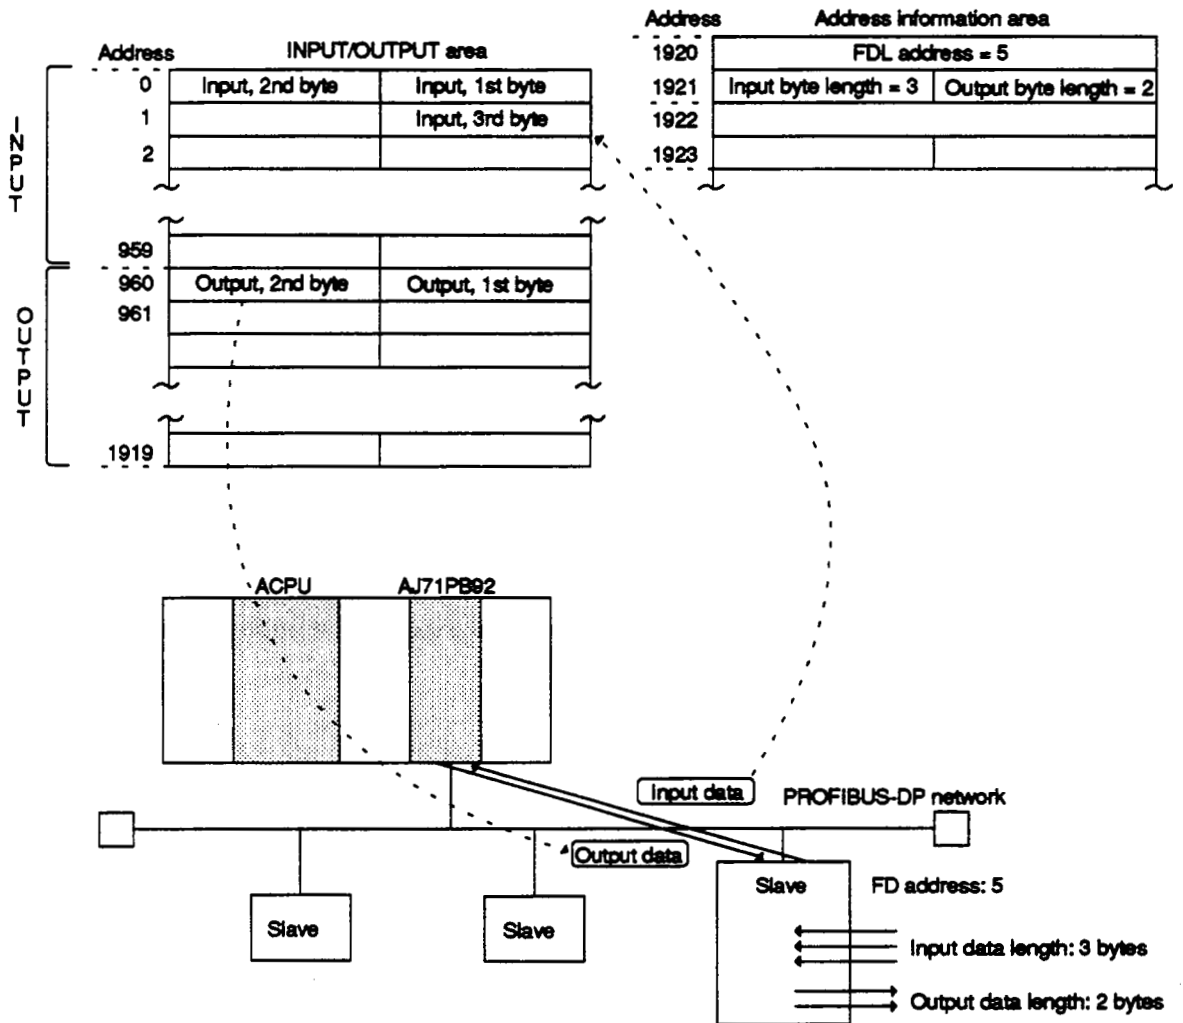 Address
Address information area
Address
INPUT/OUTPUT area
1920
FDL address = 5
0
Input, 2nd byte
Input, 1st byte
1921
Input byte length = 3
Output byte length = 2
1
Input, 3rd byte
1922
2
1923
INPUT
959
960
Output, 2nd byte
Output, 1st byte
961
OUTPUT
1919
ACPU
AJ71PB92
Input data
PROFIBUS-DP network
Output data
Slave
FD address: 5
Slave
Slave
Input data length: 3 bytes
Output data length: 2 bytes